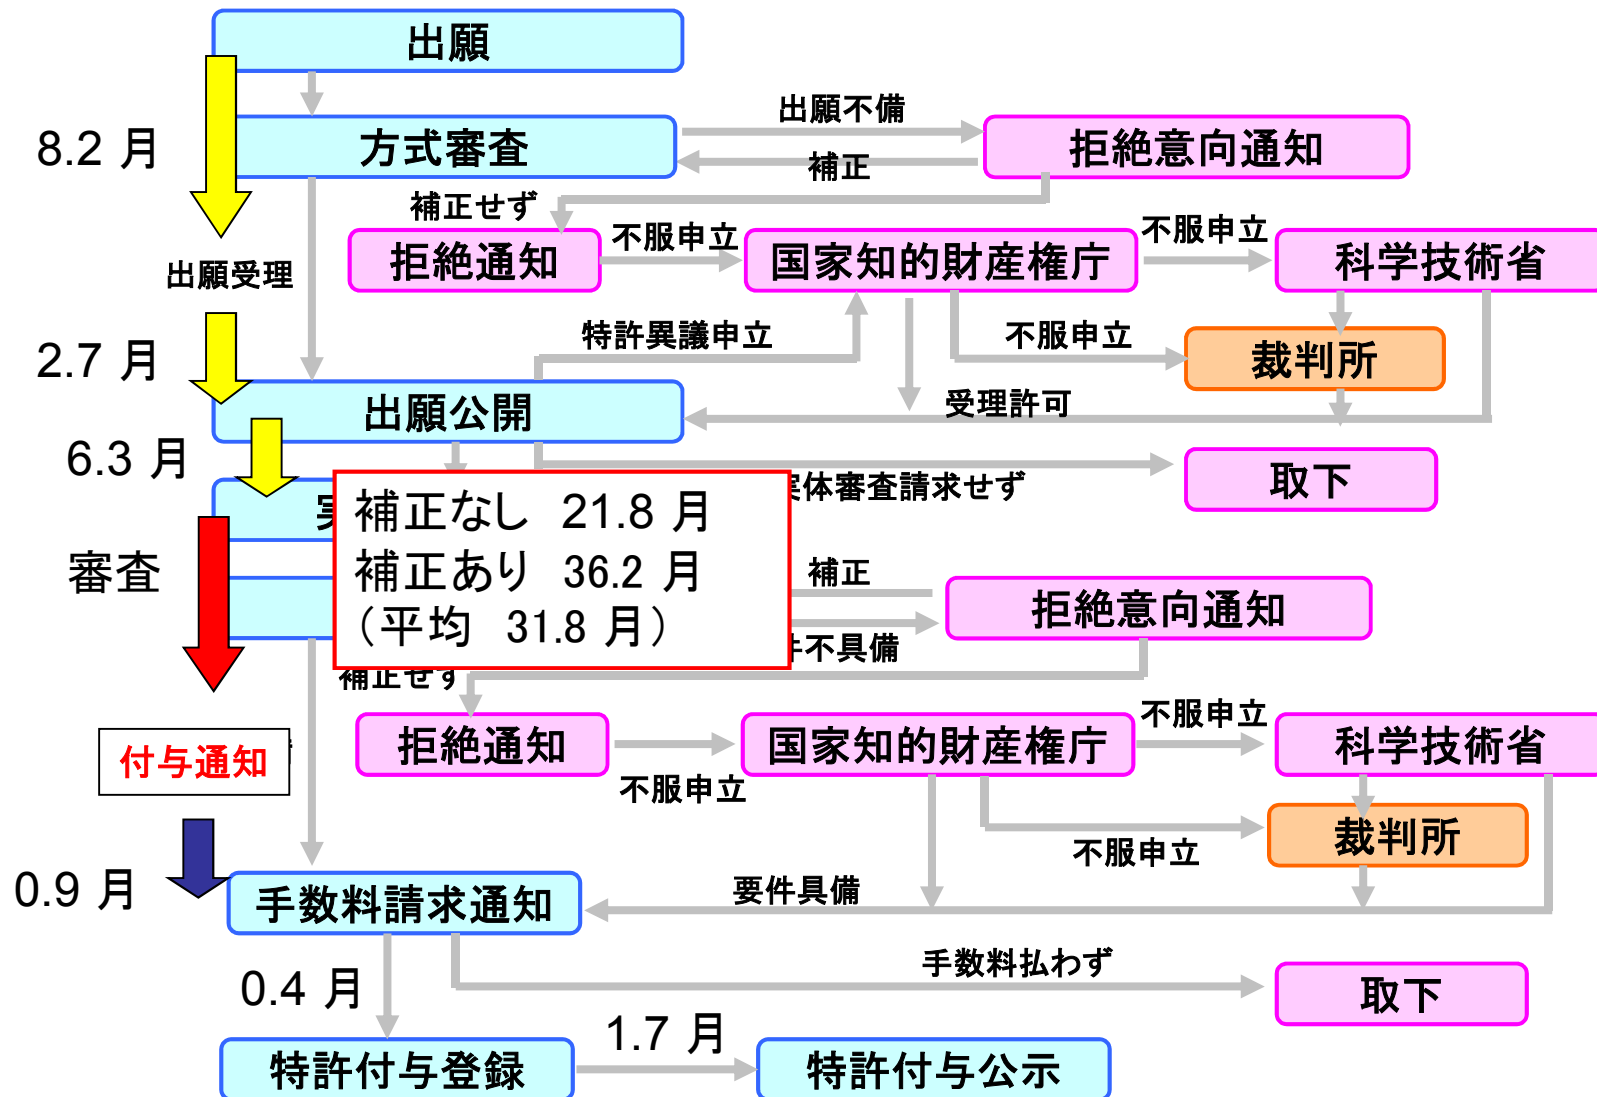 出願
出願不備
8.2 月
方式審査
拒絶意向通知
補正
補正せず
不服申立
不服申立
拒絶通知
国家知的財産権庁
科学技術省
出願受理
特許異議申立
不服申立
裁判所
2.7 月
受理許可
出願公開
6.3 月
取下
体審査請求せず
補正なし 21.8 月
補正あり 36.2 月
(平均 31.8 月)
審査
補正
拒絶意向通知
不具備
補正せず
不服申立
付与通知
拒絶通知
国家知的財産権庁
科学技術省
不服申立
不服申立
裁判所
0.9 月
手数料請求通知
要件具備
手数料払わず
0.4 月
取下
1.7 月
特許付与登録
特許付与公示